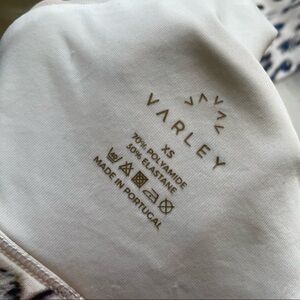 VARLEY
XS
70% POLYAMIDE
30% ELASTANE
MADE IN PORTUGAL